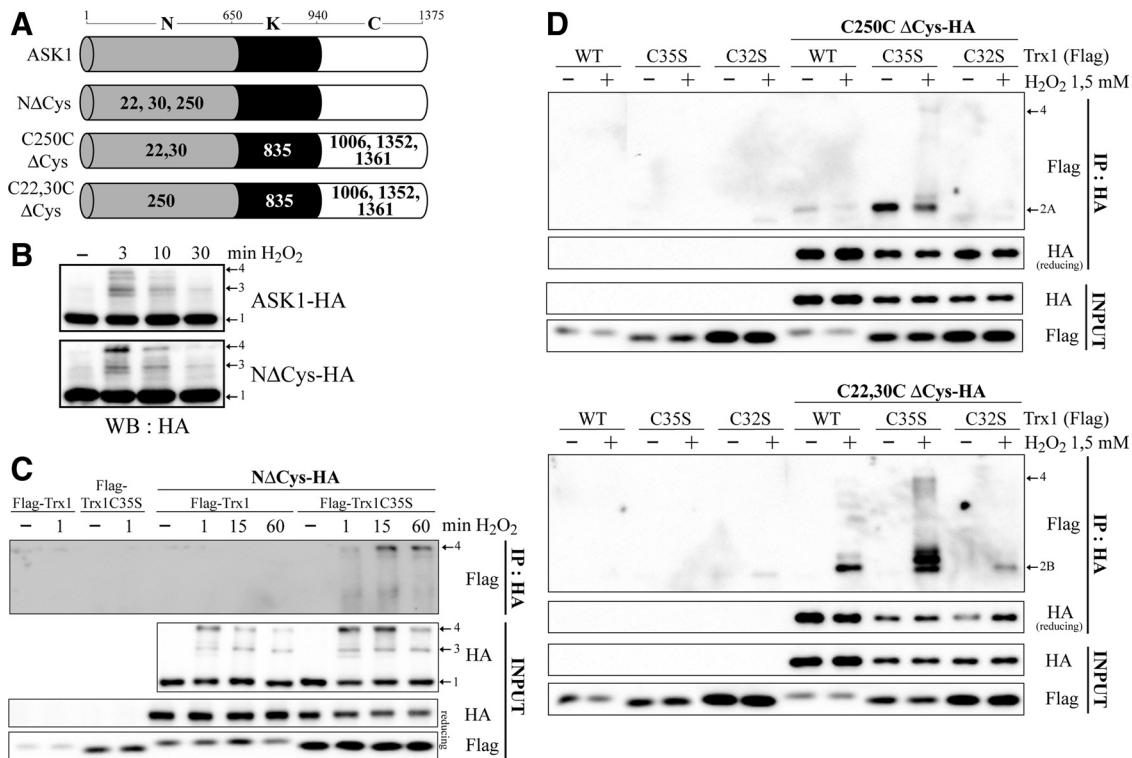 A
1 650 940 1375
N K C
ASK1
NΔCys 22, 30, 250
C250C ΔCys 22,30 835 1006, 1352, 1361
C22,30C ΔCys 250 835 1006, 1352, 1361
B
– 3 10 30 min H2O2
←4
←3
ASK1-HA
←1
←4
←3
NΔCys-HA
←1
WB : HA
C
NΔCys-HA
Flag-Trx1 Flag-Trx1C35S Flag-Trx1 Flag-Trx1C35S
– 1 – 1 – 1 15 60 – 1 15 60 min H2O2
←4
Flag
IP : HA
←4
HA
←3
←1
HA
reducing
Flag
INPUT
D
C250C ΔCys-HA
WT C35S C32S WT C35S C32S Trx1 (Flag)
– + – + – + – + – + – + H2O2 1,5 mM
←4
Flag
←2A
HA (reducing)
IP : HA
HA
Flag
INPUT
C22,30C ΔCys-HA
WT C35S C32S WT C35S C32S Trx1 (Flag)
– + – + – + – + – + – + H2O2 1,5 mM
←4
Flag
←2B
HA (reducing)
IP : HA
HA
Flag
INPUT